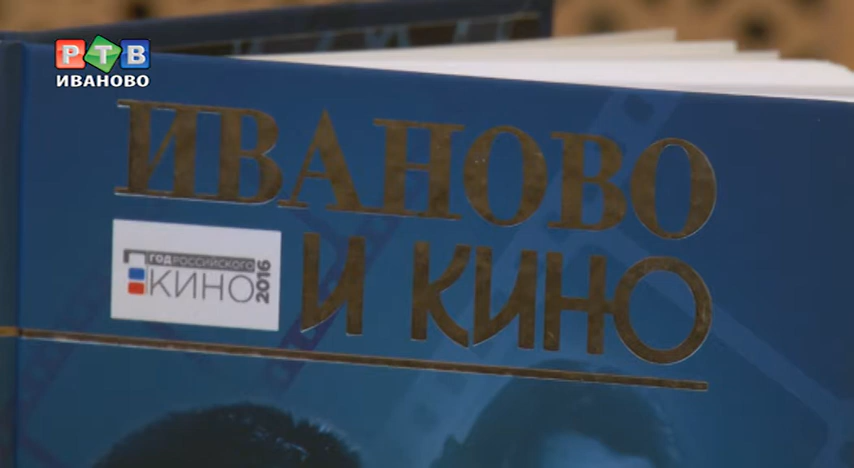 РТВ
ИВАНОВО
ИВАНОВО
И КИНО
ГОД РОССИЙСКОГО
КИНО 2016